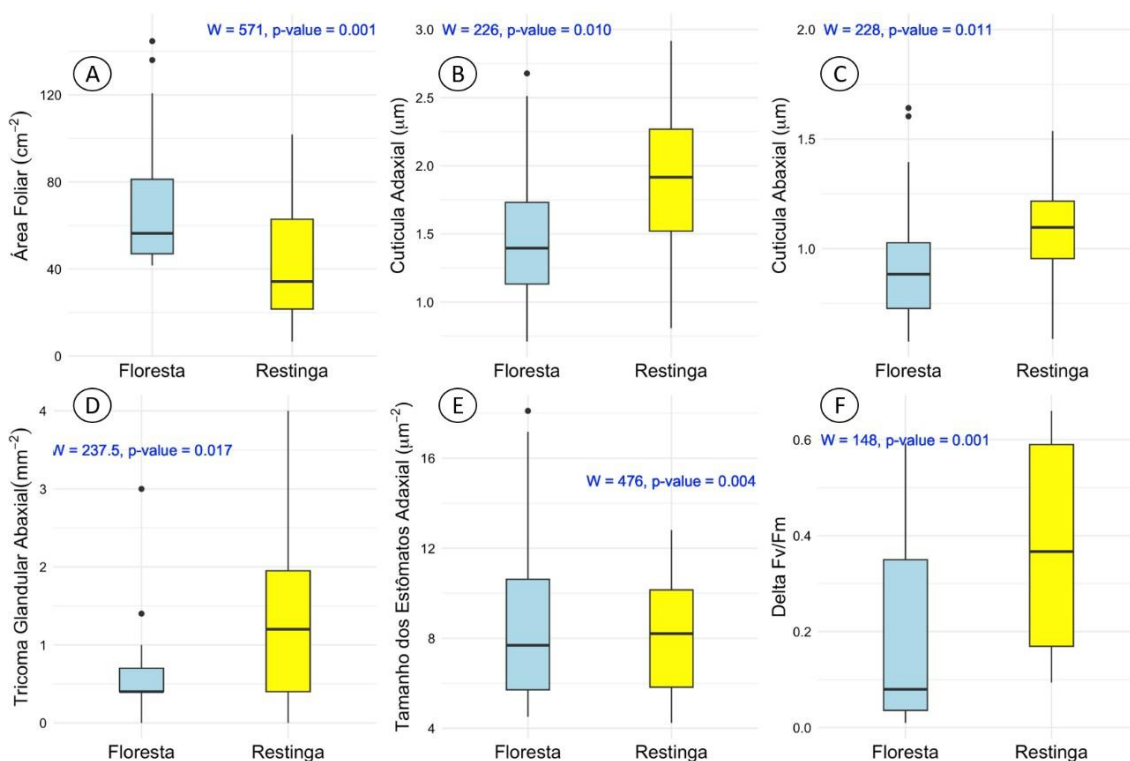 W = 571, p-value = 0.001
A
Área Foliar (cm⁻²)
120
80
40
0
Floresta Restinga
W = 226, p-value = 0.010
B
Cuticula Adaxial (μm)
3.0
2.5
2.0
1.5
1.0
Floresta Restinga
W = 228, p-value = 0.011
C
Cuticula Abaxial (μm)
2.0
1.5
1.0
Floresta Restinga
D
W = 237.5, p-value = 0.017
Tricoma Glandular Abaxial(mm⁻²)
4
3
2
1
0
Floresta Restinga
E
W = 476, p-value = 0.004
Tamanho dos Estômatos Adaxial (μm⁻²)
16
12
8
4
Floresta Restinga
F
W = 148, p-value = 0.001
Delta Fv/Fm
0.6
0.4
0.2
0.0
Floresta Restinga